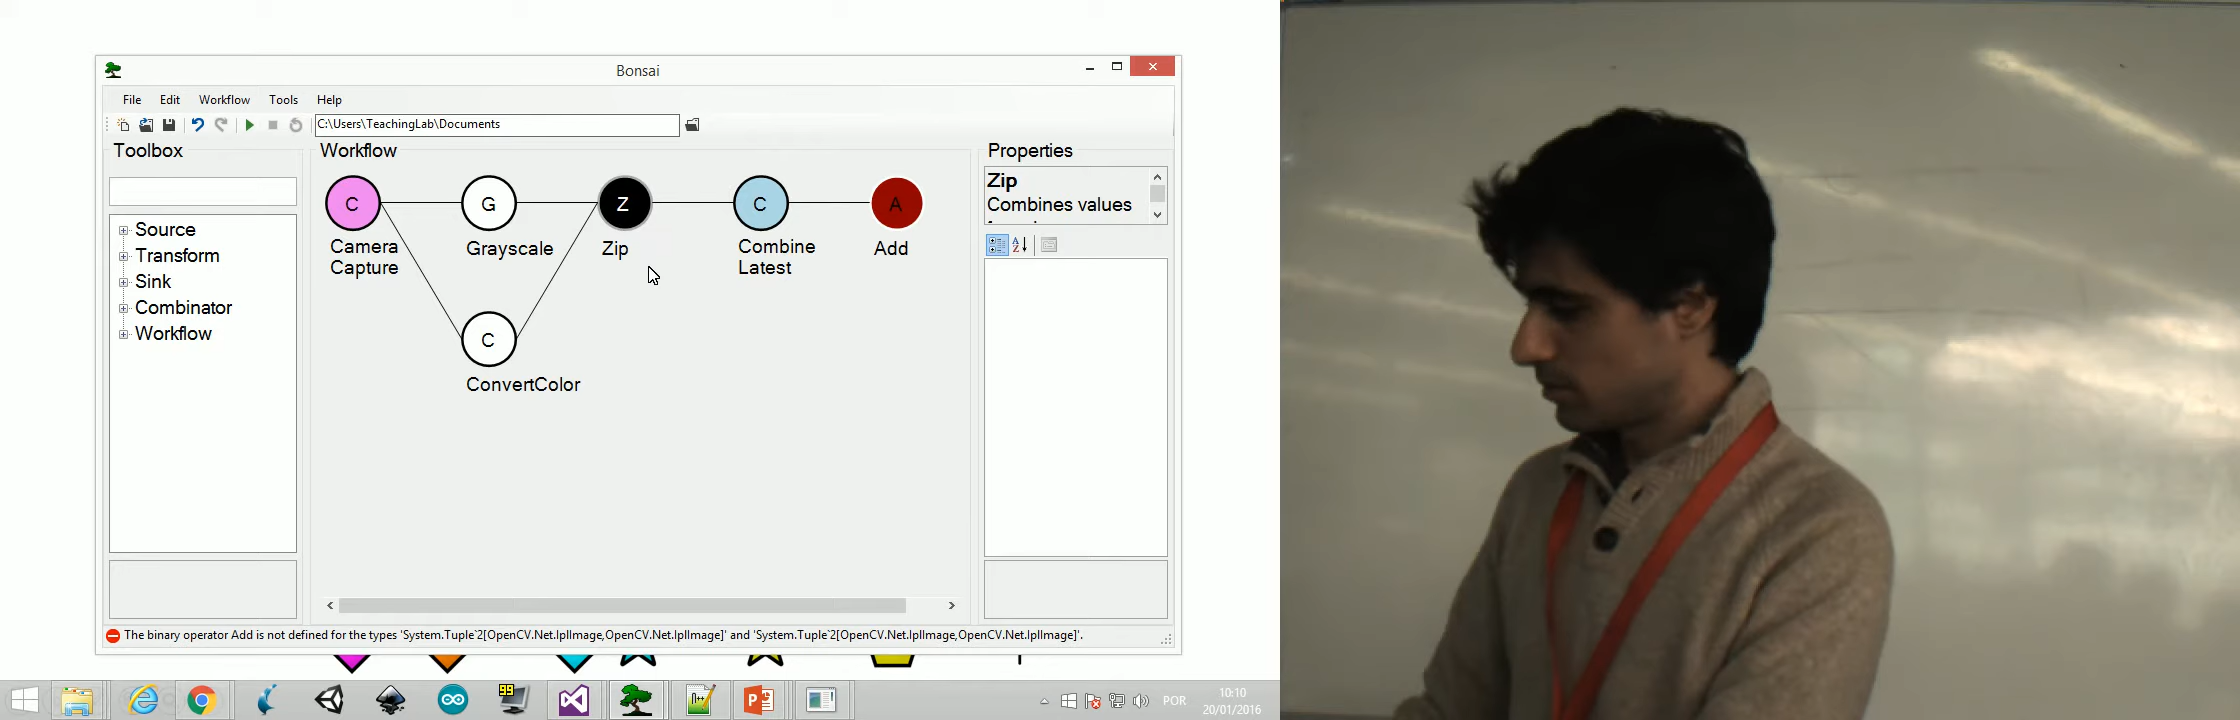 Bonsai
File Edit Workflow Tools Help
C:\Users\TeachingLab\Documents
Toolbox
Workflow
Properties
C
G
Z
C
A
Camera
Capture
Grayscale
Zip
Combine
Latest
Add
C
ConvertColor
Source
Transform
Sink
Combinator
Workflow
Zip
Combines values
The binary operator Add is not defined for the types 'System.Tuple`2[OpenCV.Net.IplImage,OpenCV.Net.IplImage]' and 'System.Tuple`2[OpenCV.Net.IplImage,OpenCV.Net.IplImage]'.
99
POR
10:10
20/01/2016